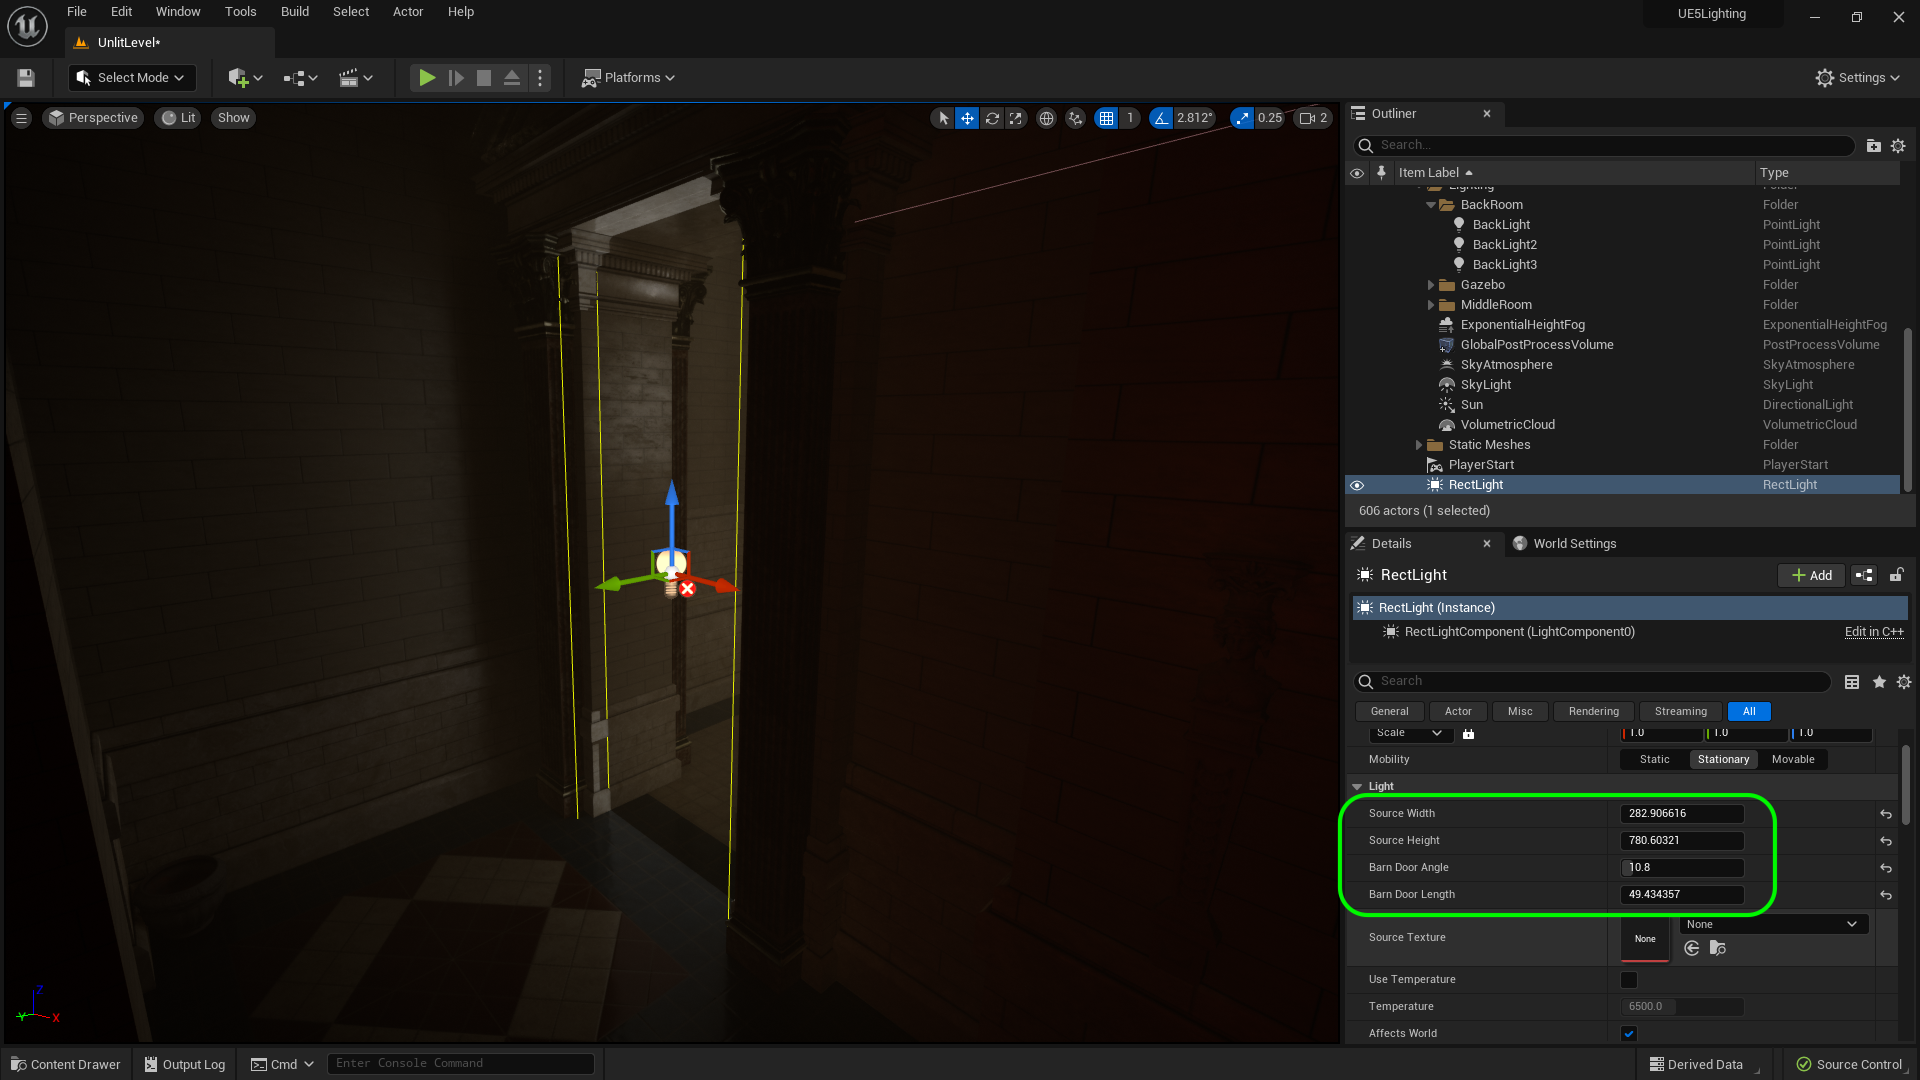 File Edit Window Tools Build Select Actor Help
UE5Lighting
UnlitLevel*
Select Mode
Platforms
Settings
Perspective Lit Show
1 2.812° 0.25 2
Outliner
Search...
Item Label Type
Lighting Folder
BackRoom Folder
BackLight PointLight
BackLight2 PointLight
BackLight3 PointLight
Gazebo Folder
MiddleRoom Folder
ExponentialHeightFog ExponentialHeightFog
GlobalPostProcessVolume PostProcessVolume
SkyAtmosphere SkyAtmosphere
SkyLight SkyLight
Sun DirectionalLight
VolumetricCloud VolumetricCloud
Static Meshes Folder
PlayerStart PlayerStart
RectLight RectLight
606 actors (1 selected)
Details World Settings
RectLight
Add
RectLight (Instance)
RectLightComponent (LightComponent0) Edit in C++
Search
General Actor Misc Rendering Streaming All
Scale 1.0 1.0 1.0
Mobility Static Stationary Movable
Light
Source Width 282.906616
Source Height 780.60321
Barn Door Angle 10.8
Barn Door Length 49.434357
Source Texture None None
Use Temperature
Temperature 6500.0
Affects World
Z
Y X
Content Drawer Output Log Cmd Enter Console Command Derived Data Source Control